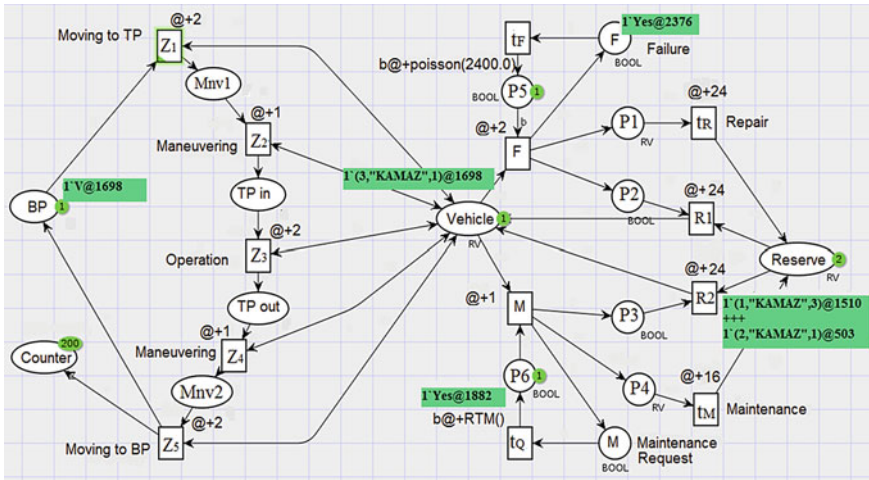 @+2
Moving to TP
Z1
Mnv1
@+1
Maneuvering
Z2
TP in
1`V@1698
BP
1
@+2
Operation
Z3
TP out
@+1
Maneuvering
Z4
200
Counter
Mnv2
@+2
Moving to BP
Z5
1`(3,"KAMAZ",1)@1698
Vehicle
1
RV
tF
F
1`Yes@2376
Failure
BOOL
b@+poisson(2400.0)
P5
1
BOOL
b
@+2
F
P1
RV
@+24
tR
Repair
P2
BOOL
@+24
R1
Reserve
2
RV
@+24
R2
1`(1,"KAMAZ",3)@1510
+++
1`(2,"KAMAZ",1)@503
@+1
M
P3
BOOL
P6
1
BOOL
1`Yes@1882
b@+RTM()
P4
RV
@+16
tM
Maintenance
tQ
M
BOOL
Maintenance
Request